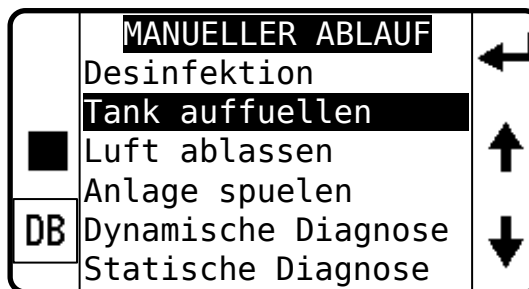 MANUELLER ABLAUF
Desinfektion
Tank auffuellen
Luft ablassen
Anlage spuelen
DB
Dynamische Diagnose
Statische Diagnose